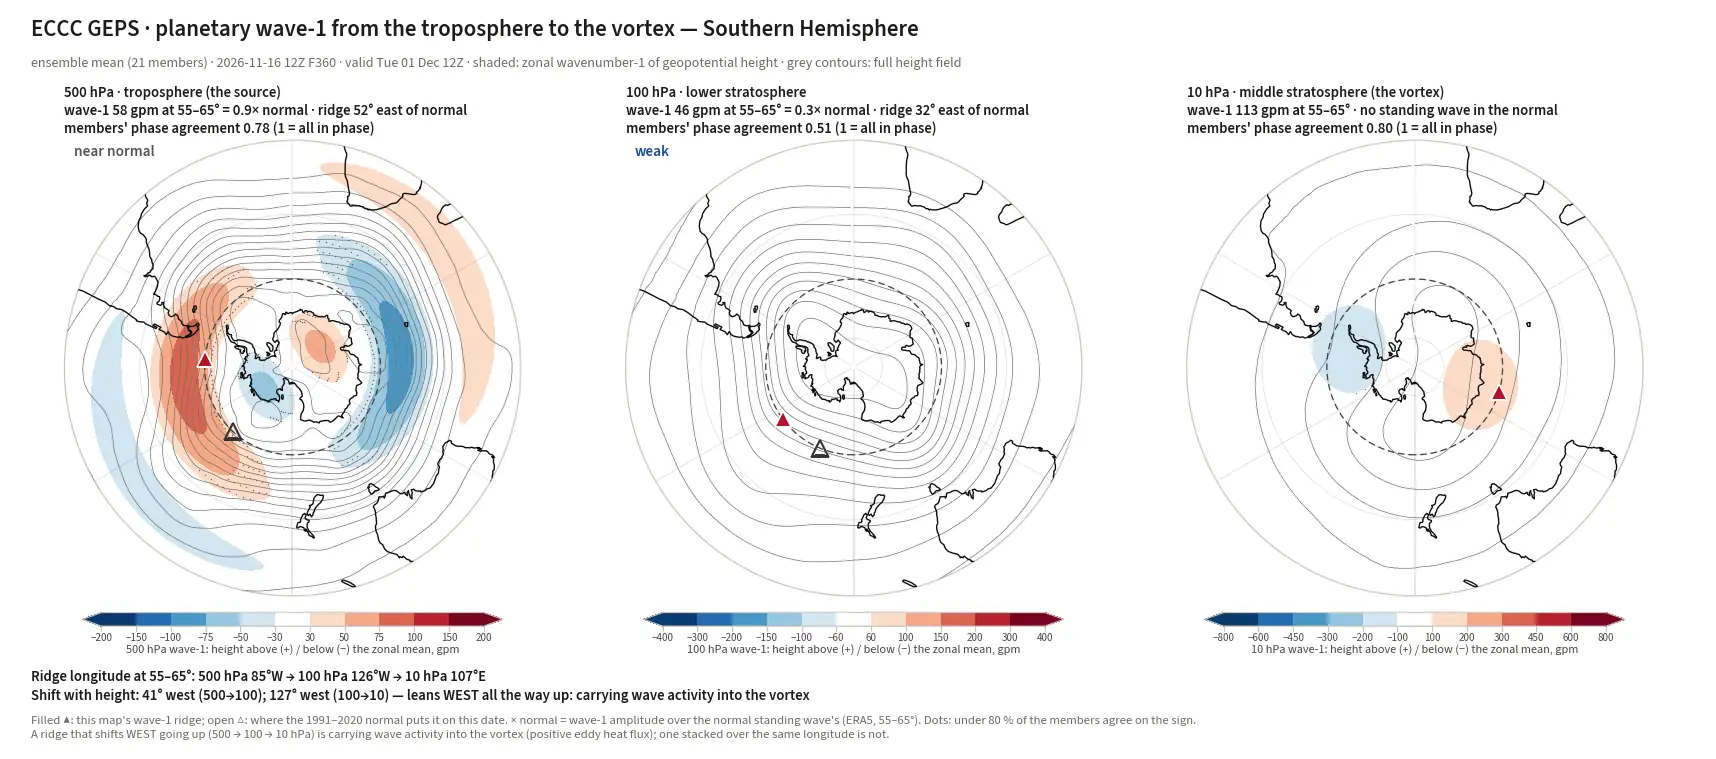 ECCC GEPS · planetary wave-1 from the troposphere to the vortex — Southern Hemisphere
ensemble mean (21 members) · 2026-11-16 12Z F360 · valid Tue 01 Dec 12Z · shaded: zonal wavenumber-1 of geopotential height · grey contours: full height field
500 hPa · troposphere (the source)
wave-1 58 gpm at 55–65° = 0.9× normal · ridge 52° east of normal
members' phase agreement 0.78 (1 = all in phase)
near normal
100 hPa · lower stratosphere
wave-1 46 gpm at 55–65° = 0.3× normal · ridge 32° east of normal
members' phase agreement 0.51 (1 = all in phase)
weak
10 hPa · middle stratosphere (the vortex)
wave-1 113 gpm at 55–65° · no standing wave in the normal
members' phase agreement 0.80 (1 = all in phase)
−200 −150 −100 −75 −50 −30 30 50 75 100 150 200
500 hPa wave-1: height above (+) / below (−) the zonal mean, gpm
−400 −300 −200 −150 −100 −60 60 100 150 200 300 400
100 hPa wave-1: height above (+) / below (−) the zonal mean, gpm
−800 −600 −450 −300 −200 −100 100 200 300 450 600 800
10 hPa wave-1: height above (+) / below (−) the zonal mean, gpm
Ridge longitude at 55–65°: 500 hPa 85°W → 100 hPa 126°W → 10 hPa 107°E
Shift with height: 41° west (500→100); 127° west (100→10) — leans WEST all the way up: carrying wave activity into the vortex
Filled ▲: this map's wave-1 ridge; open △: where the 1991–2020 normal puts it on this date. × normal = wave-1 amplitude over the normal standing wave's (ERA5, 55–65°). Dots: under 80 % of the members agree on the sign.
A ridge that shifts WEST going up (500 → 100 → 10 hPa) is carrying wave activity into the vortex (positive eddy heat flux); one stacked over the same longitude is not.